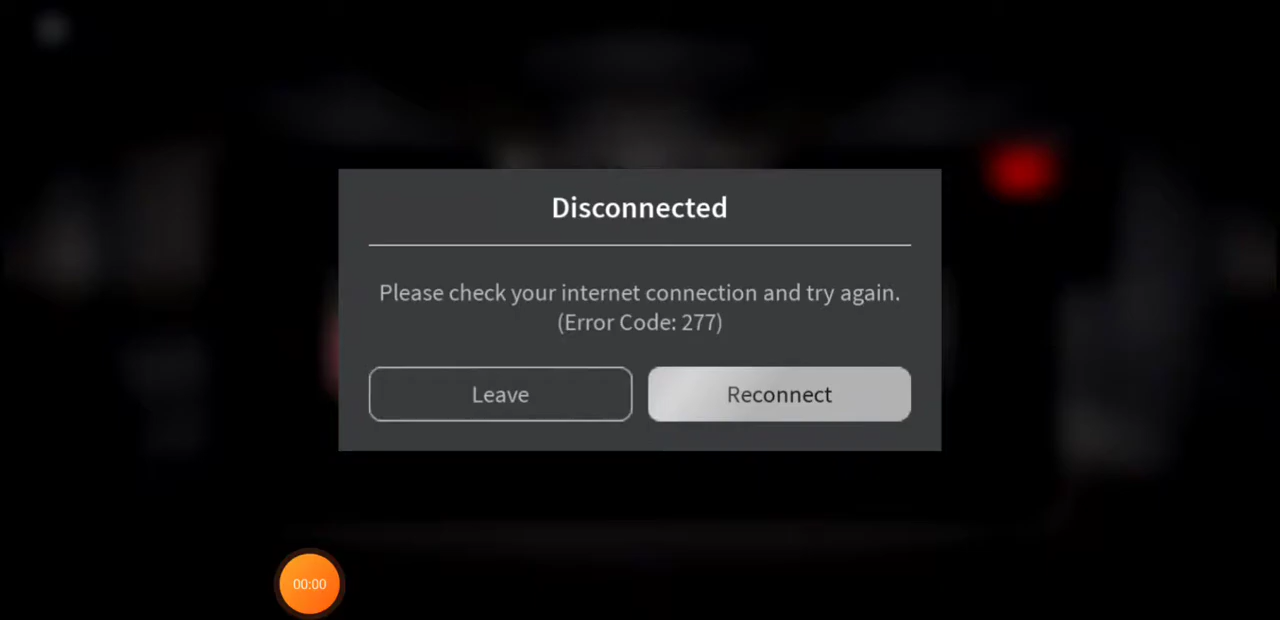 Disconnected
Please check your internet connection and try again.
(Error Code: 277)
Leave
Reconnect
00:00